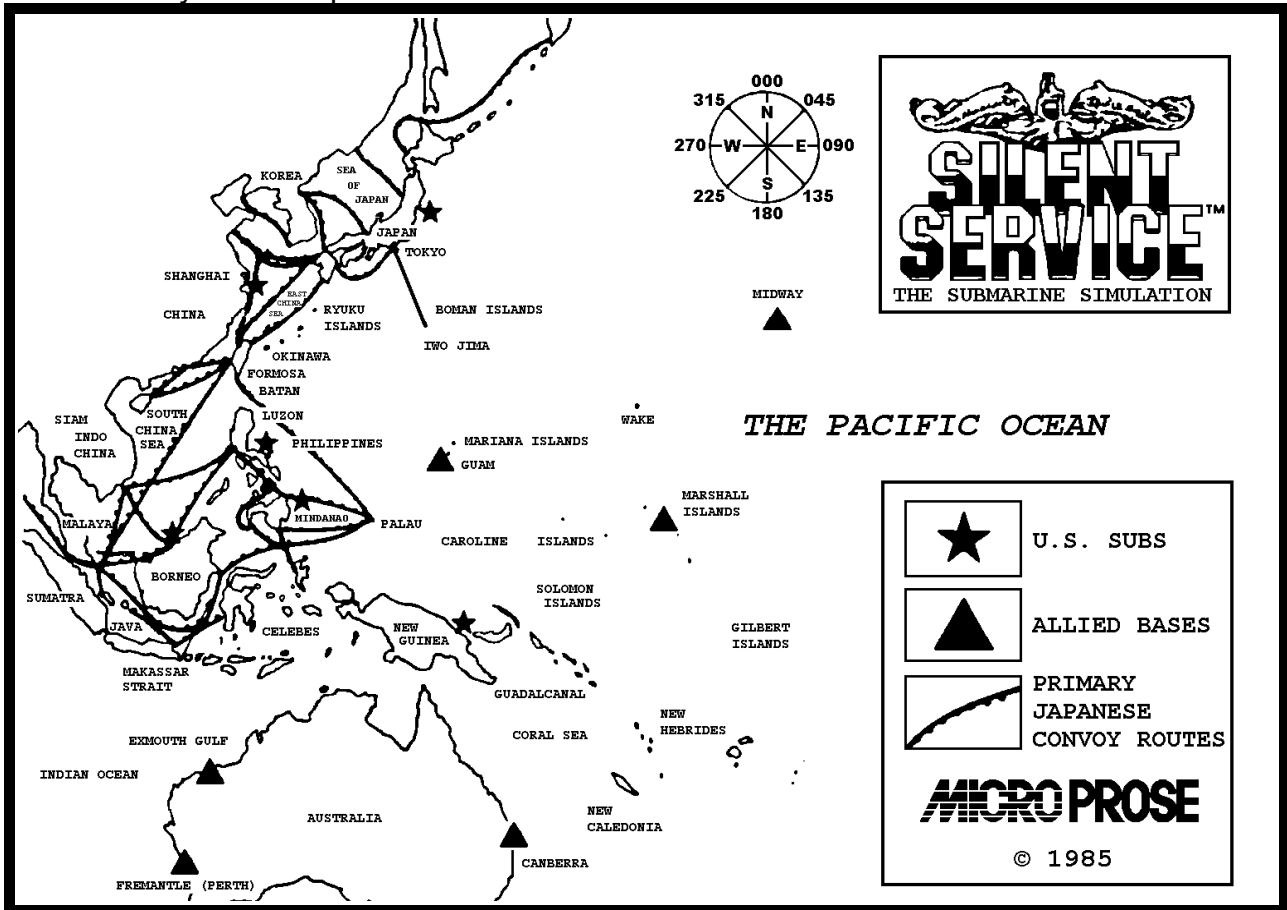 000
315
045
N
270
W
E
090
S
225
135
180
SILENT
SERVICE™
THE SUBMARINE SIMULATION
KOREA
SEA
OF
JAPAN
JAPAN
TOKYO
SHANGHAI
EAST
CHINA
SEA
CHINA
RYUKU
ISLANDS
BOMAN ISLANDS
IWO JIMA
OKINAWA
FORMOSA
BATAN
MIDWAY
SIAM
INDO
CHINA
SOUTH
CHINA
SEA
LUZON
PHILIPPINES
MARIANA ISLANDS
GUAM
WAKE
THE PACIFIC OCEAN
MARSHALL
ISLANDS
MALAYA
MINDANAO
PALAU
CAROLINE ISLANDS
BORNEO
SUMATRA
JAVA
CELEBES
NEW
GUINEA
SOLOMON
ISLANDS
GILBERT
ISLANDS
MAKASSAR
STRAIT
GUADALCANAL
CORAL SEA
NEW
HEBRIDES
EXMOUTH GULF
INDIAN OCEAN
AUSTRALIA
NEW
CALEDONIA
CANBERRA
FREMANTLE (PERTH)
U.S. SUBS
ALLIED BASES
PRIMARY
JAPANESE
CONVOY ROUTES
MICROPROSE
© 1985